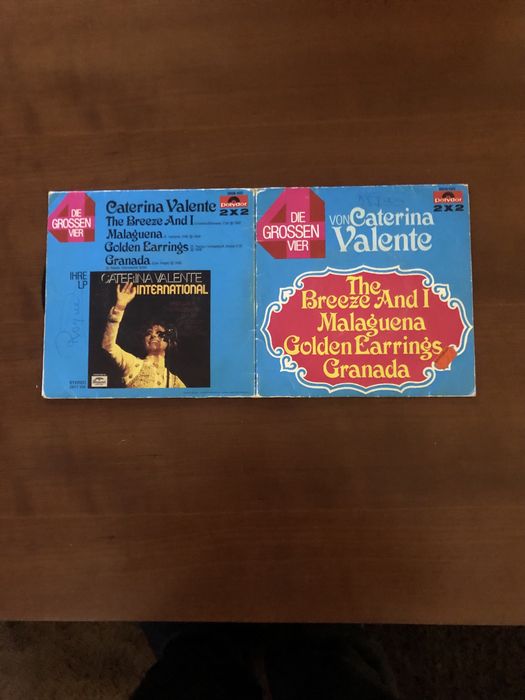 DIE
GROSSEN
VIER
Polydor
2x2
Caterina Valente
The Breeze And I
Malaguena
Golden Earrings
Granada
IHRE
LP
CATERINA VALENTE
INTERNATIONAL
STEREO
4
DIE
GROSSEN
VIER
Polydor
2x2
VON Caterina
Valente
The
Breeze And I
Malaguena
Golden Earrings
Granada